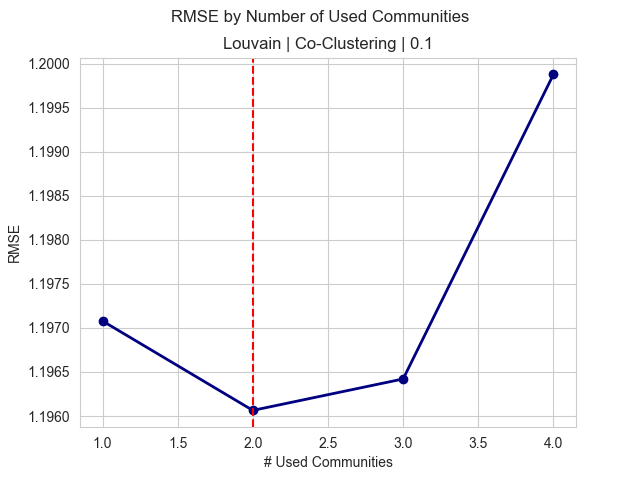 RMSE by Number of Used Communities
Louvain | Co-Clustering | 0.1
1.2000
1.1995
1.1990
1.1985
1.1980
1.1975
1.1970
1.1965
1.1960
RMSE
1.0 1.5 2.0 2.5 3.0 3.5 4.0
# Used Communities